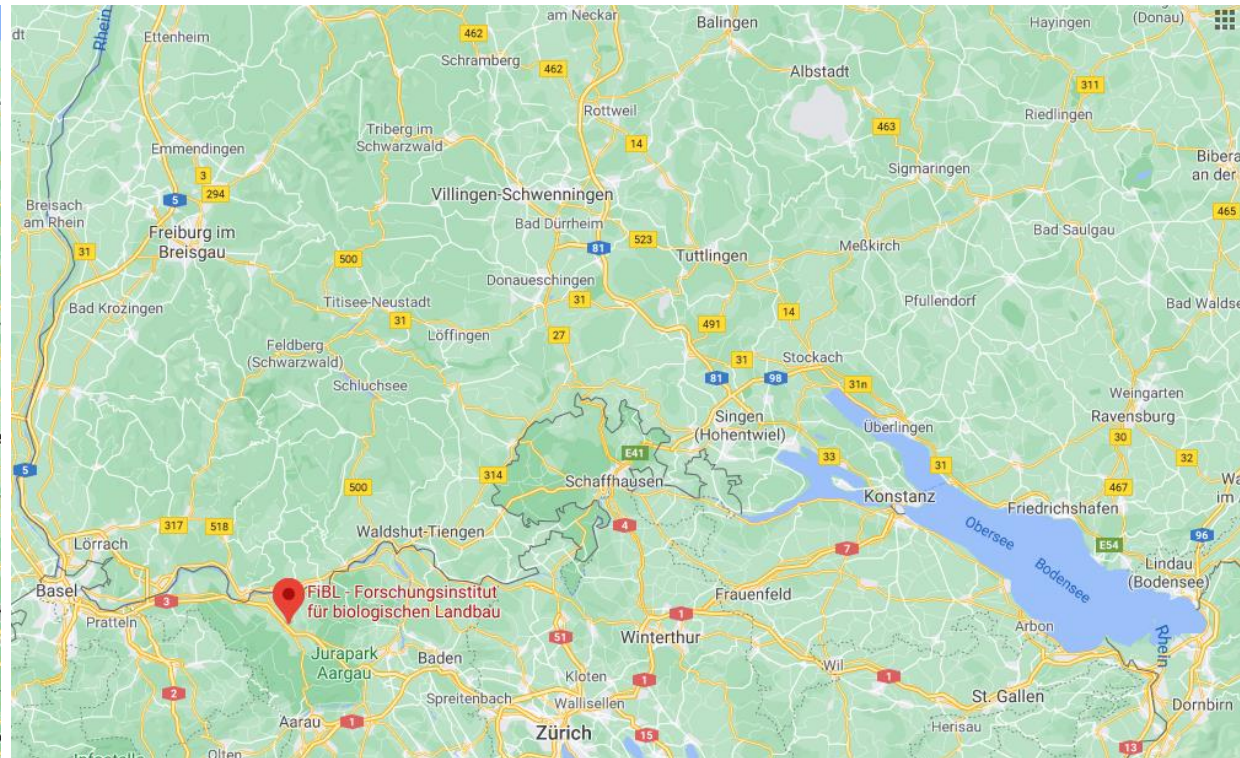 am Neckar
Balingen
Hayingen
(Donau)
dt
Rhein
Ettenheim
462
Schramberg
462
Albstadt
311
Rottweil
Riedlingen
Triberg im
Schwarzwald
14
463
Emmendingen
Sigmaringen
Bibera
an der
3
5
294
Villingen-Schwenningen
Breisach
am Rhein
465
Bad Dürrheim
Freiburg im
Breisgau
31
81
523
Tuttlingen
Meßkirch
Bad Saulgau
500
Donaueschingen
31
Bad Krozingen
Titisee-Neustadt
31
Löffingen
27
491
14
Pfullendorf
Bad Waldse
Feldberg
(Schwarzwald)
Schluchsee
31
Stockach
81
98
31n
Weingarten
Singen
(Hohentwiel)
Überlingen
Ravensburg
30
E41
5
33
31
32
Wa
im
314
Schaffhausen
500
467
Konstanz
Friedrichshafen
317
518
Waldshut-Tiengen
4
Obersee
96
Lörrach
7
E54
Bodensee
Lindau
(Bodensee)
Basel
3
FiBL - Forschungsinstitut
für biologischen Landbau
Frauenfeld
Pratteln
1
Arbon
Rhein
51
Winterthur
Jurapark
Aargau
Baden
Wil
Kloten
1
1
2
Spreitenbach
Wallisellen
St. Gallen
Dornbirn
Aarau
1
Zürich
15
Herisau
13
Olten